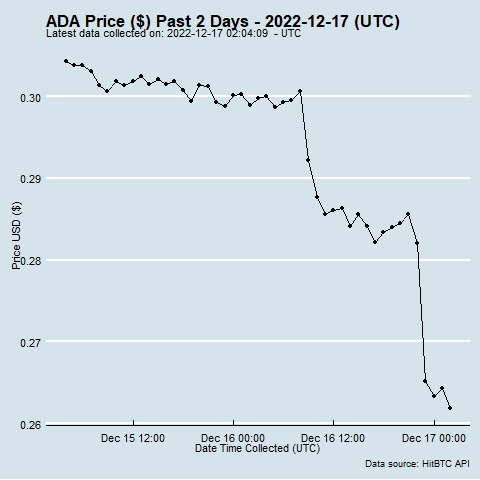 ADA Price ($) Past 2 Days - 2022-12-17 (UTC)
Latest data collected on: 2022-12-17 02:04:09  - UTC
0.30
0.29
0.28
0.27
0.26
Price USD ($)
Dec 15 12:00
Dec 16 00:00
Dec 16 12:00
Dec 17 00:00
Date Time Collected (UTC)
Data source: HitBTC API